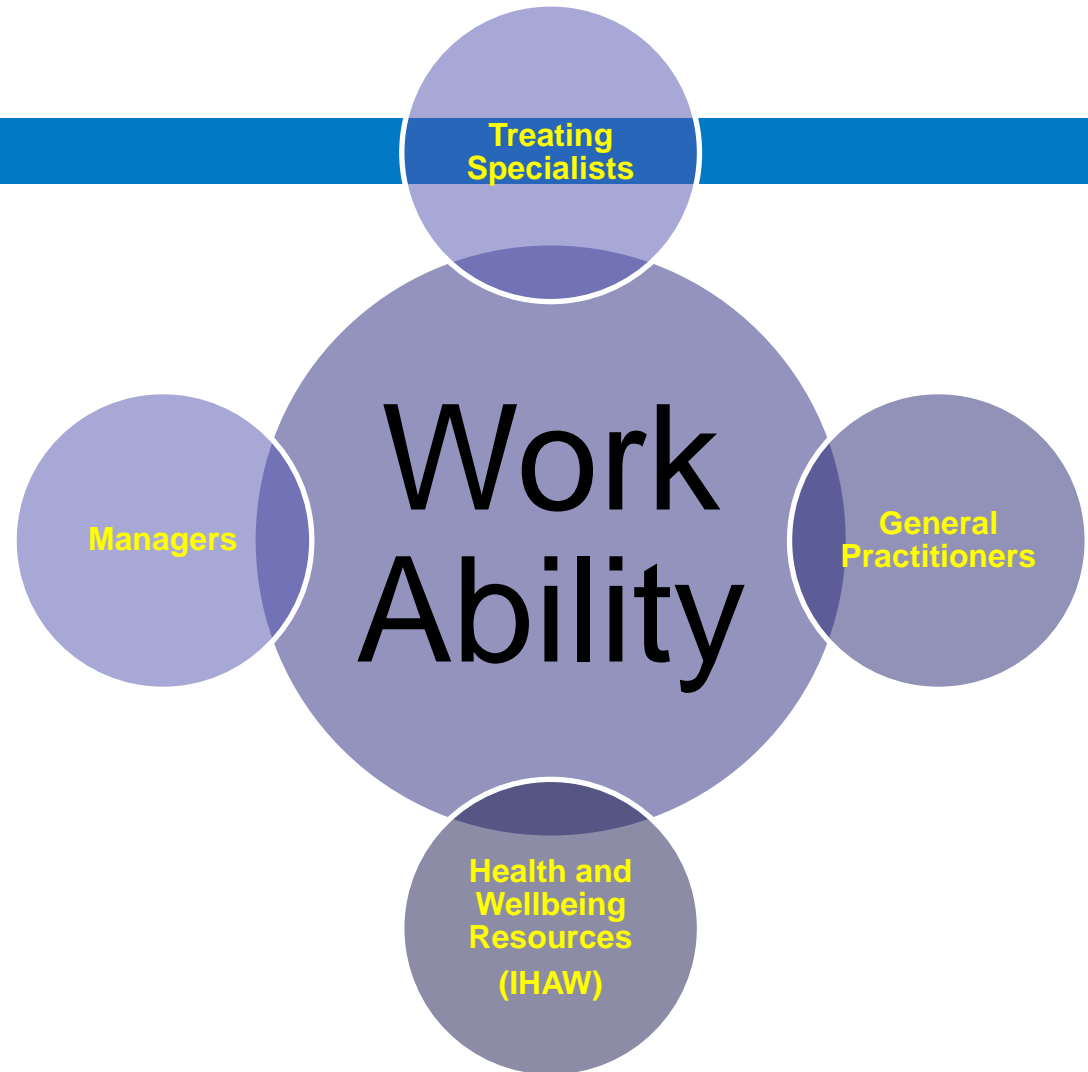 Treating
Specialists
Managers
Work
Ability
General
Practitioners
Health and
Wellbeing
Resources
(IHAW)